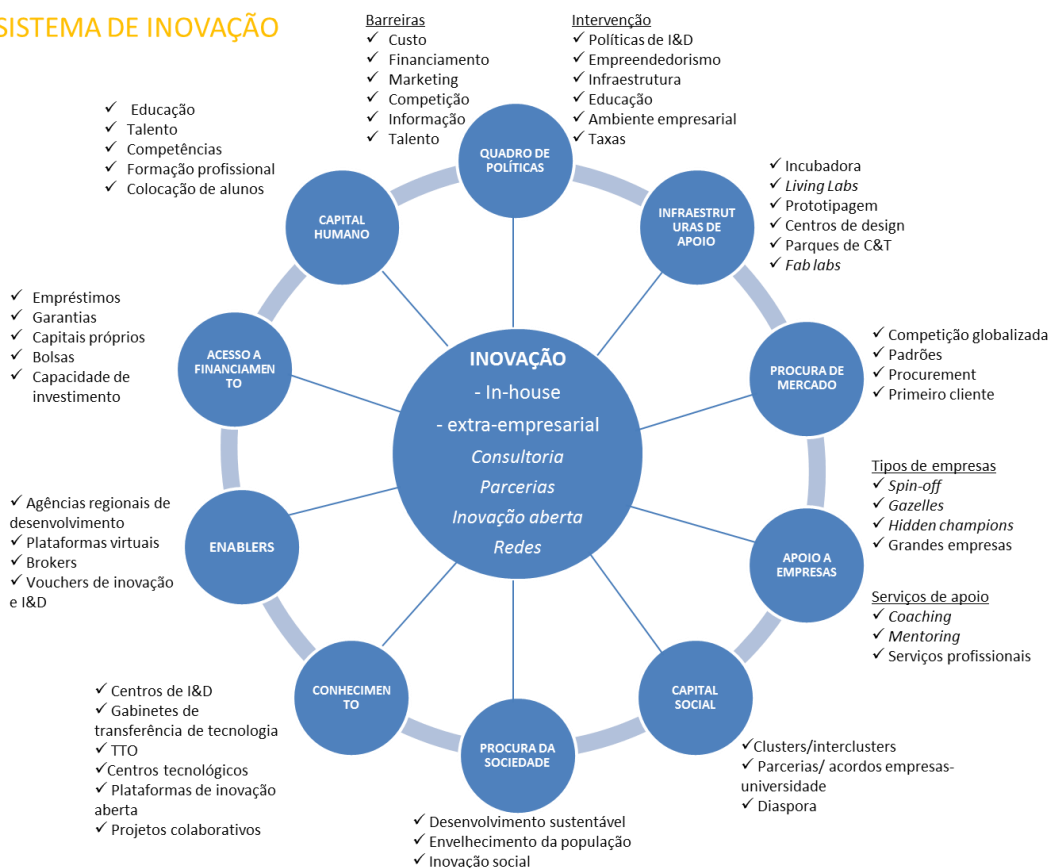 SISTEMA DE INOVAÇÃO
Barreiras
✓ Custo
✓ Financiamento
✓ Marketing
✓ Competição
✓ Informação
✓ Talento
Intervenção
✓ Políticas de I&D
✓ Empreendedorismo
✓ Infraestrutura
✓ Educação
✓ Ambiente empresarial
✓ Taxas
QUADRO DE
POLÍTICAS
✓ Educação
✓ Talento
✓ Competências
✓ Formação profissional
✓ Colocação de alunos
CAPITAL
HUMANO
INFRAESTRUT
URAS DE
APOIO
✓ Incubadora
✓ Living Labs
✓ Prototipagem
✓ Centros de design
✓ Parques de C&T
✓ Fab labs
✓ Empréstimos
✓ Garantias
✓ Capitais próprios
✓ Bolsas
✓ Capacidade de
investimento
ACESSO A
FINANCIAMEN
TO
INOVAÇÃO
- In-house
- extra-empresarial
Consultoria
Parcerias
Inovação aberta
Redes
PROCURA DE
MERCADO
✓ Competição globalizada
✓ Padrões
✓ Procurement
✓ Primeiro cliente
✓ Agências regionais de
desenvolvimento
✓ Plataformas virtuais
✓ Brokers
✓ Vouchers de inovação
e I&D
ENABLERS
APOIO A
EMPRESAS
Tipos de empresas
✓ Spin-off
✓ Gazelles
✓ Hidden champions
✓ Grandes empresas
Serviços de apoio
✓ Coaching
✓ Mentoring
✓ Serviços profissionais
✓ Centros de I&D
✓ Gabinetes de
transferência de tecnologia
✓ TTO
✓Centros tecnológicos
✓ Plataformas de inovação
aberta
✓ Projetos colaborativos
CONHECIMEN
TO
PROCURA DA
SOCIEDADE
✓ Desenvolvimento sustentável
✓ Envelhecimento da população
✓ Inovação social
CAPITAL
SOCIAL
✓Clusters/interclusters
✓ Parcerias/ acordos empresas-
universidade
✓ Diaspora